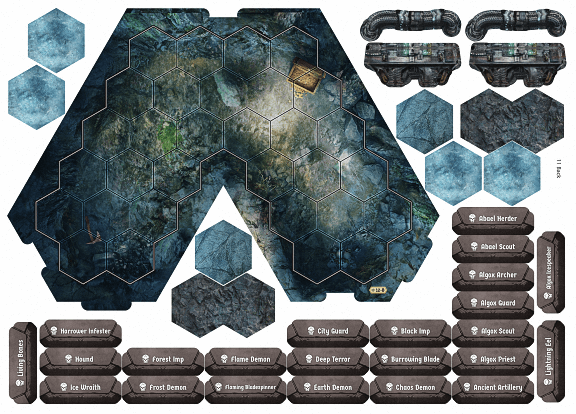 11 Back
12-B
Abael Herder
Abael Scout
Algox Archer
Algox Guard
Algox Icespeaker
Harrower Infester
City Guard
Black Imp
Algox Scout
Living Bones
Hound
Forest Imp
Flame Demon
Deep Terror
Burrowing Blade
Algox Priest
Lightning Eel
Ice Wraith
Frost Demon
Flaming Bladespinner
Earth Demon
Chaos Demon
Ancient Artillery